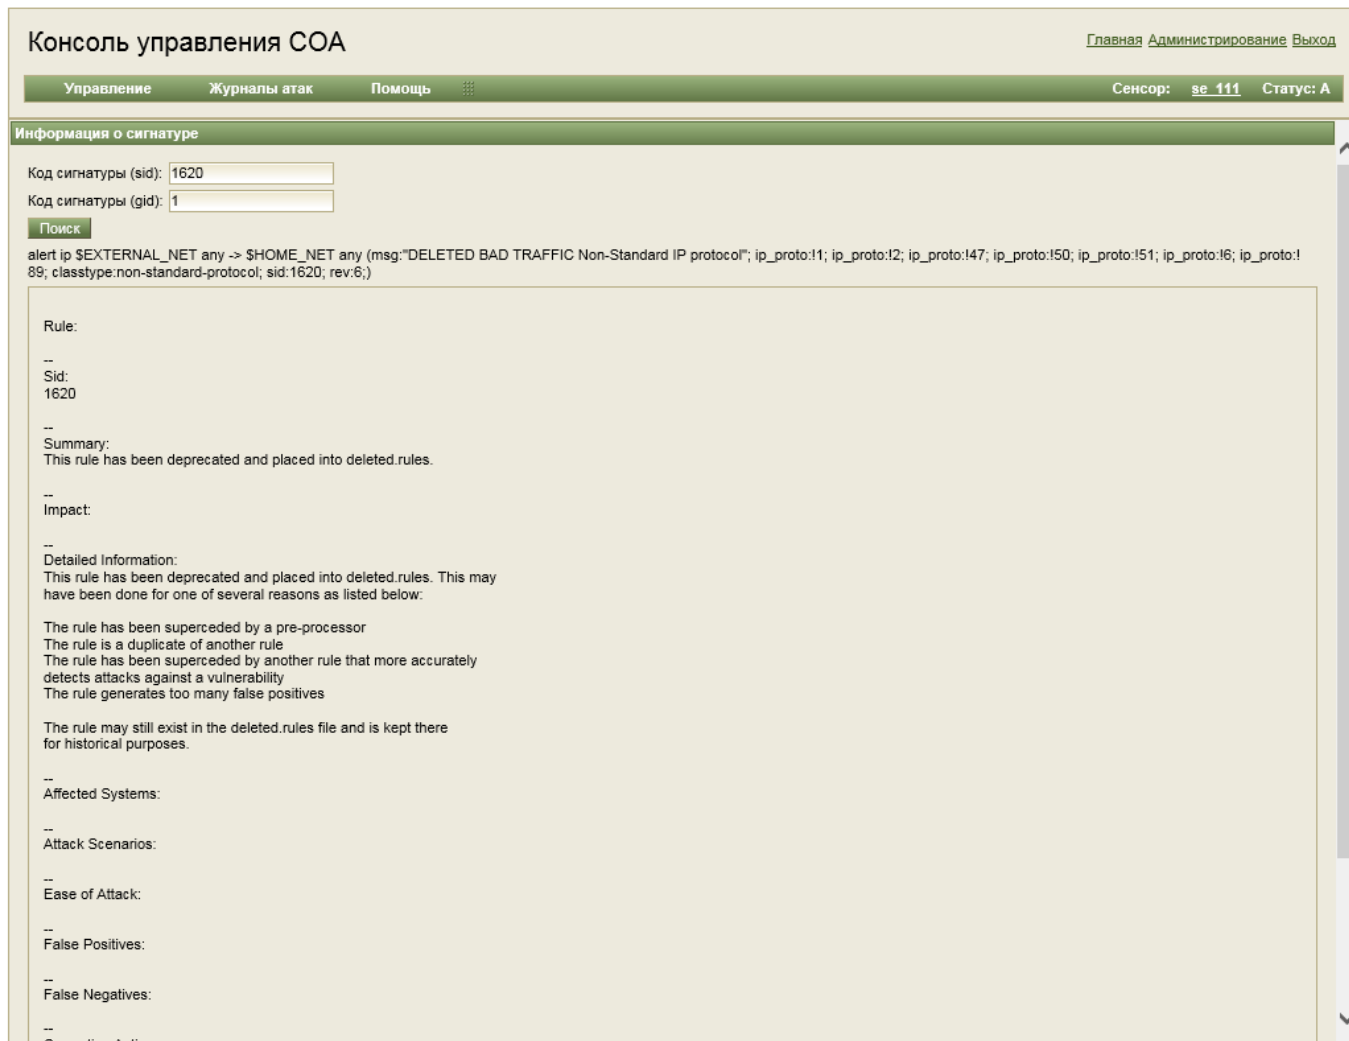 Консоль управления СОА
Главная Администрирование Выход
Управление Журналы атак Помощь Сенсор: se_111 Статус: А
Информация о сигнатуре
Код сигнатуры (sid): 1620
Код сигнатуры (gid): 1
Поиск
alert ip $EXTERNAL_NET any -> $HOME_NET any (msg:"DELETED BAD TRAFFIC Non-Standard IP protocol"; ip_proto:!1; ip_proto:!2; ip_proto:!47; ip_proto:!50; ip_proto:!51; ip_proto:!6; ip_proto:!
89; classtype:non-standard-protocol; sid:1620; rev:6;)
Rule:
--
Sid:
1620
--
Summary:
This rule has been deprecated and placed into deleted.rules.
--
Impact:
--
Detailed Information:
This rule has been deprecated and placed into deleted.rules. This may
have been done for one of several reasons as listed below:
The rule has been superceded by a pre-processor
The rule is a duplicate of another rule
The rule has been superceded by another rule that more accurately
detects attacks against a vulnerability
The rule generates too many false positives
The rule may still exist in the deleted.rules file and is kept there
for historical purposes.
--
Affected Systems:
--
Attack Scenarios:
--
Ease of Attack:
--
False Positives:
--
False Negatives:
--